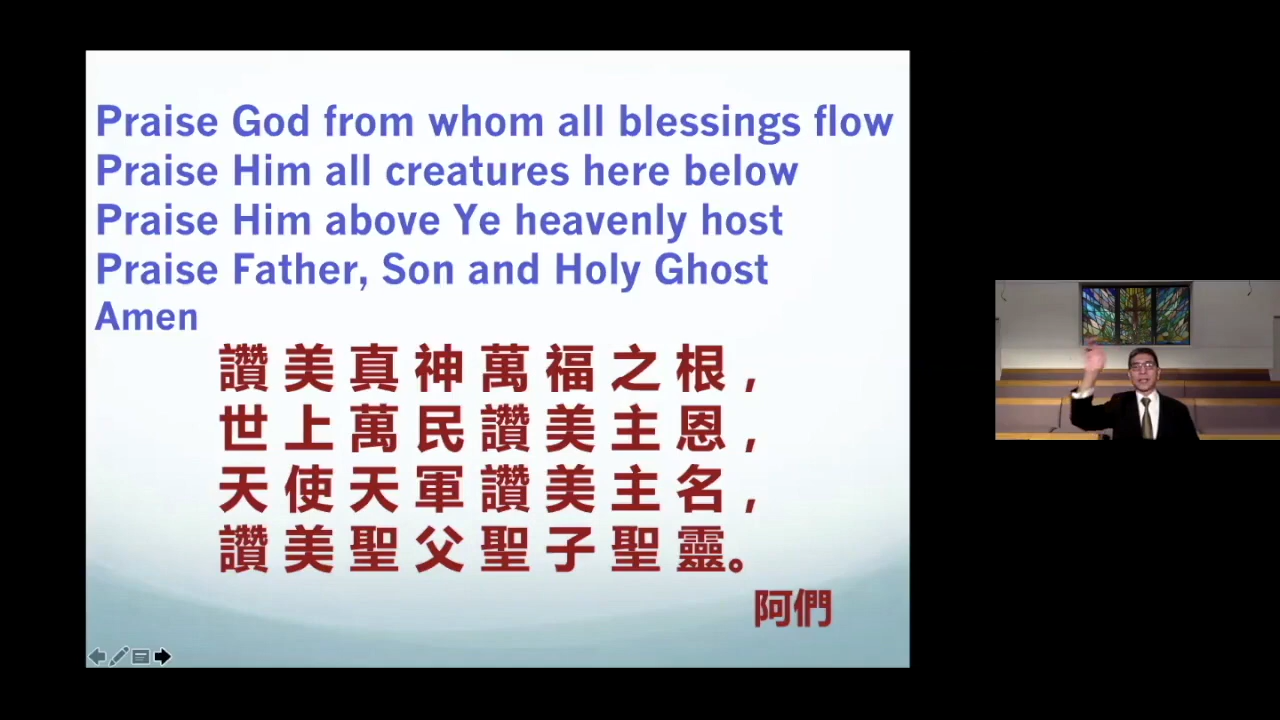 Praise God from whom all blessings flow
Praise Him all creatures here below
Praise Him above Ye heavenly host
Praise Father, Son and Holy Ghost
Amen
讚美真神萬福之根,
世上萬民讚美主恩,
天使天軍讚美主名,
讚美聖父聖子聖靈。
阿們